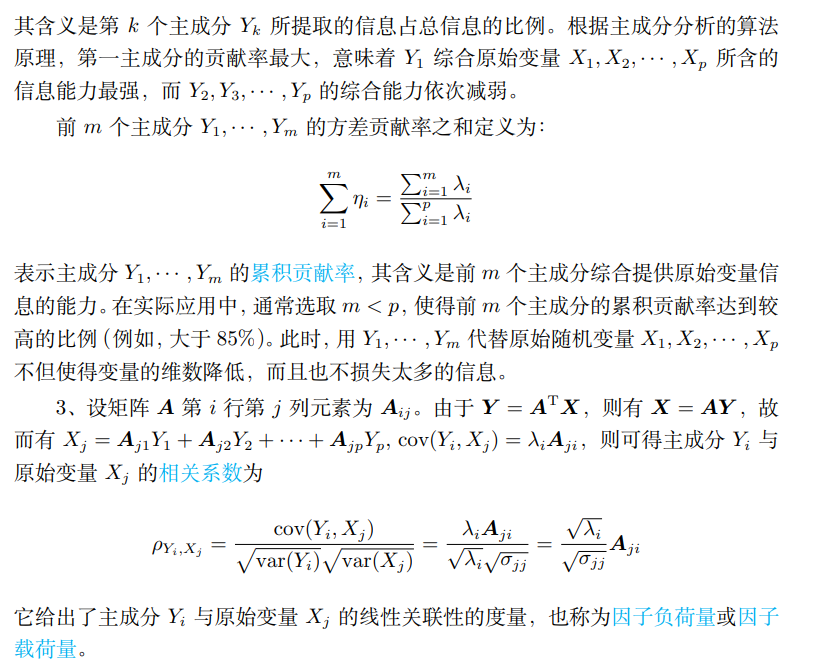 其含义是第 k 个主成分 Y_k 所提取的信息占总信息的比例。根据主成分分析的算法
原理，第一主成分的贡献率最大，意味着 Y_1 综合原始变量 X_1, X_2, ⋯ , X_p 所含的
信息能力最强，而 Y_2, Y_3, ⋯ , Y_p 的综合能力依次减弱。
前 m 个主成分 Y_1, ⋯ , Y_m 的方差贡献率之和定义为：
\sum_{i=1}^{m} η_i = \frac{\sum_{i=1}^{m} λ_i}{\sum_{i=1}^{p} λ_i}
表示主成分 Y_1, ⋯ , Y_m 的累积贡献率，其含义是前 m 个主成分综合提供原始变量信
息的能力。在实际应用中，通常选取 m < p，使得前 m 个主成分的累积贡献率达到较
高的比例（例如，大于 85%）。此时，用 Y_1, ⋯ , Y_m 代替原始随机变量 X_1, X_2, ⋯ , X_p
不但使得变量的维数降低，而且也不损失太多的信息。
3、设矩阵 A 第 i 行第 j 列元素为 A_{ij}。由于 Y = A^T X，则有 X = AY，故
而有 X_j = A_{j1}Y_1 + A_{j2}Y_2 + ⋯ + A_{jp}Y_p, cov(Y_i, X_j) = λ_i A_{ji}，则可得主成分 Y_i 与
原始变量 X_j 的相关系数为
ρ_{Y_i,X_j} = \frac{cov(Y_i, X_j)}{\sqrt{var(Y_i)}\sqrt{var(X_j)}} = \frac{λ_i A_{ji}}{\sqrt{λ_i}\sqrt{σ_{jj}}} = \frac{\sqrt{λ_i}}{\sqrt{σ_{jj}}} A_{ji}
它给出了主成分 Y_i 与原始变量 X_j 的线性关联性的度量，也称为因子负荷量或因子
载荷量。